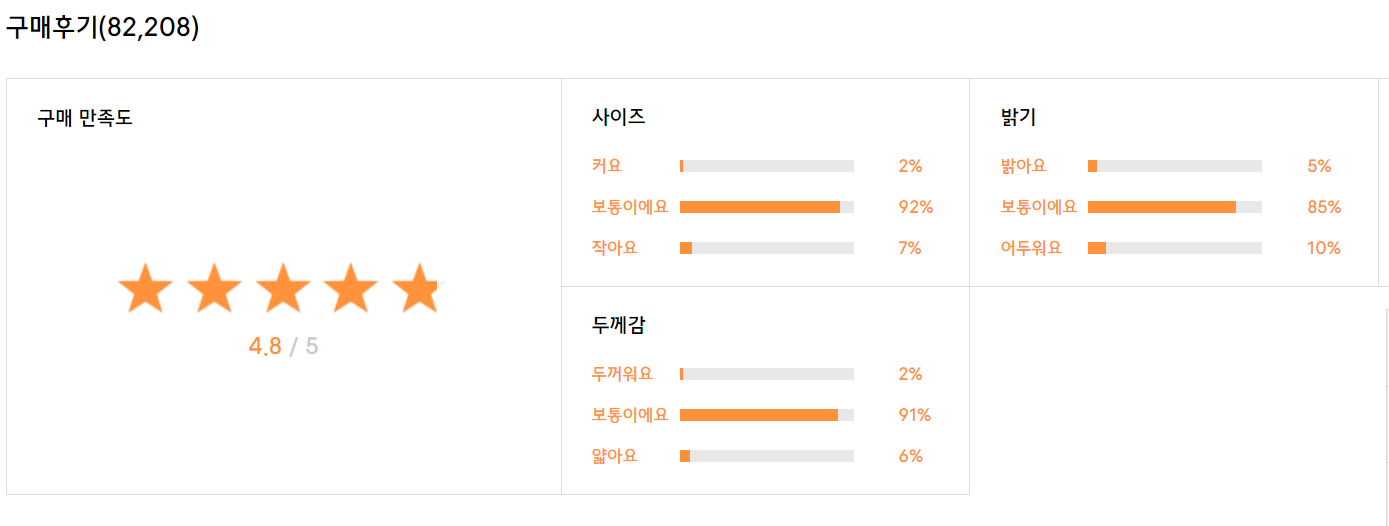 구매후기(82,208)
구매 만족도
4.8 / 5
사이즈
커요 2%
보통이에요 92%
작아요 7%
밝기
밝아요 5%
보통이에요 85%
어두워요 10%
두께감
두꺼워요 2%
보통이에요 91%
얇아요 6%